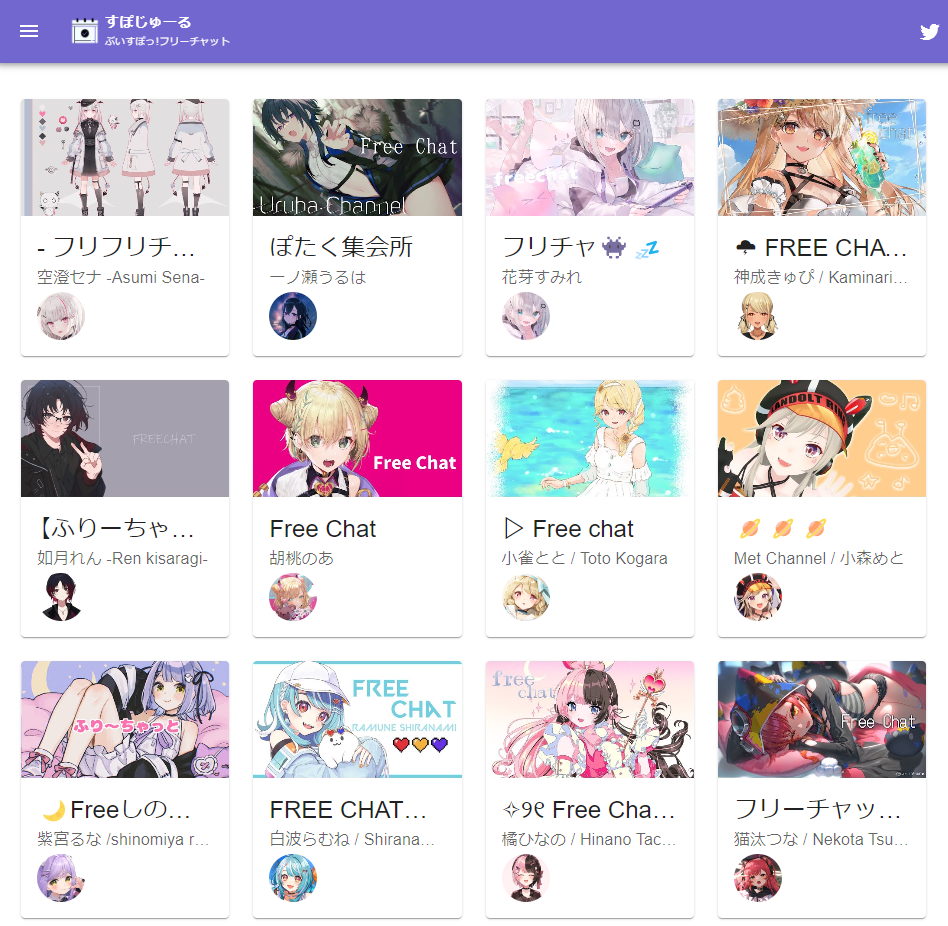 すぽじゅーる
ぶいすぽっ!フリーチャット
Free Chat
Uruha Channel
freechat
FREE CHAT
- フリフリチ…
空澄セナ -Asumi Sena-
ぽたく集会所
一ノ瀬うるは
フリチャ👾 💤
花芽すみれ
🌩 FREE CHA…
神成きゅぴ / Kaminari…
FREECHAT
Free Chat
VANDOLT RING
【ふりーちゃ…
如月れん -Ren kisaragi-
Free Chat
胡桃のあ
▷ Free chat
小雀とと / Toto Kogara
🪐 🪐 🪐
Met Channel / 小森めと
ふり〜ちゃっと
FREE
CHAT
RAMUNE SHIRANAMI
free
chat
Free Chat
🌙Freeしの…
紫宮るな /shinomiya r…
FREE CHAT…
白波らむね / Shirana…
✧୨୧ Free Cha…
橘ひなの / Hinano Tac…
フリーチャッ…
猫汰つな / Nekota Tsu…